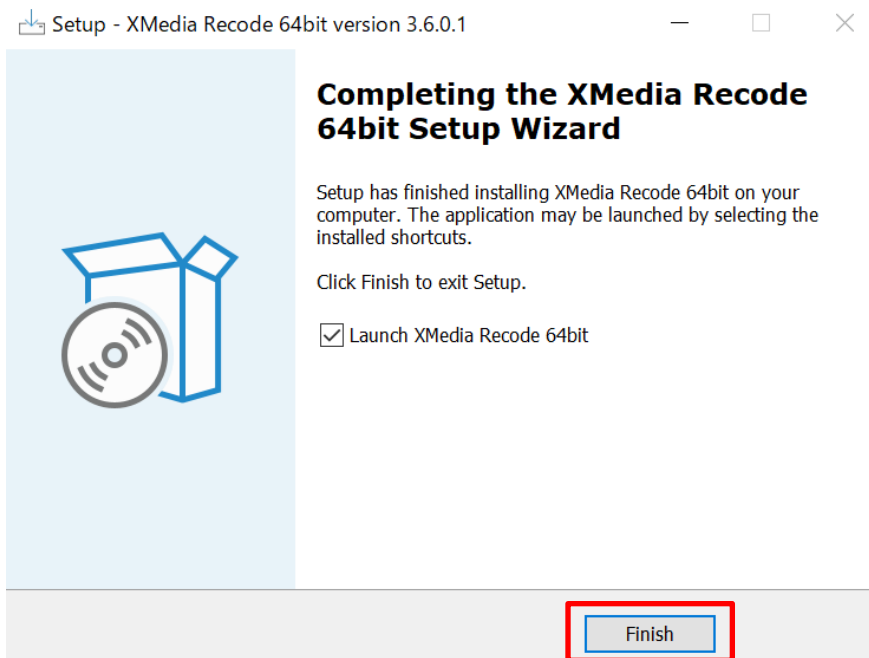 Setup - XMedia Recode 64bit version 3.6.0.1
Completing the XMedia Recode
64bit Setup Wizard
Setup has finished installing XMedia Recode 64bit on your
computer. The application may be launched by selecting the
installed shortcuts.
Click Finish to exit Setup.
Launch XMedia Recode 64bit
Finish